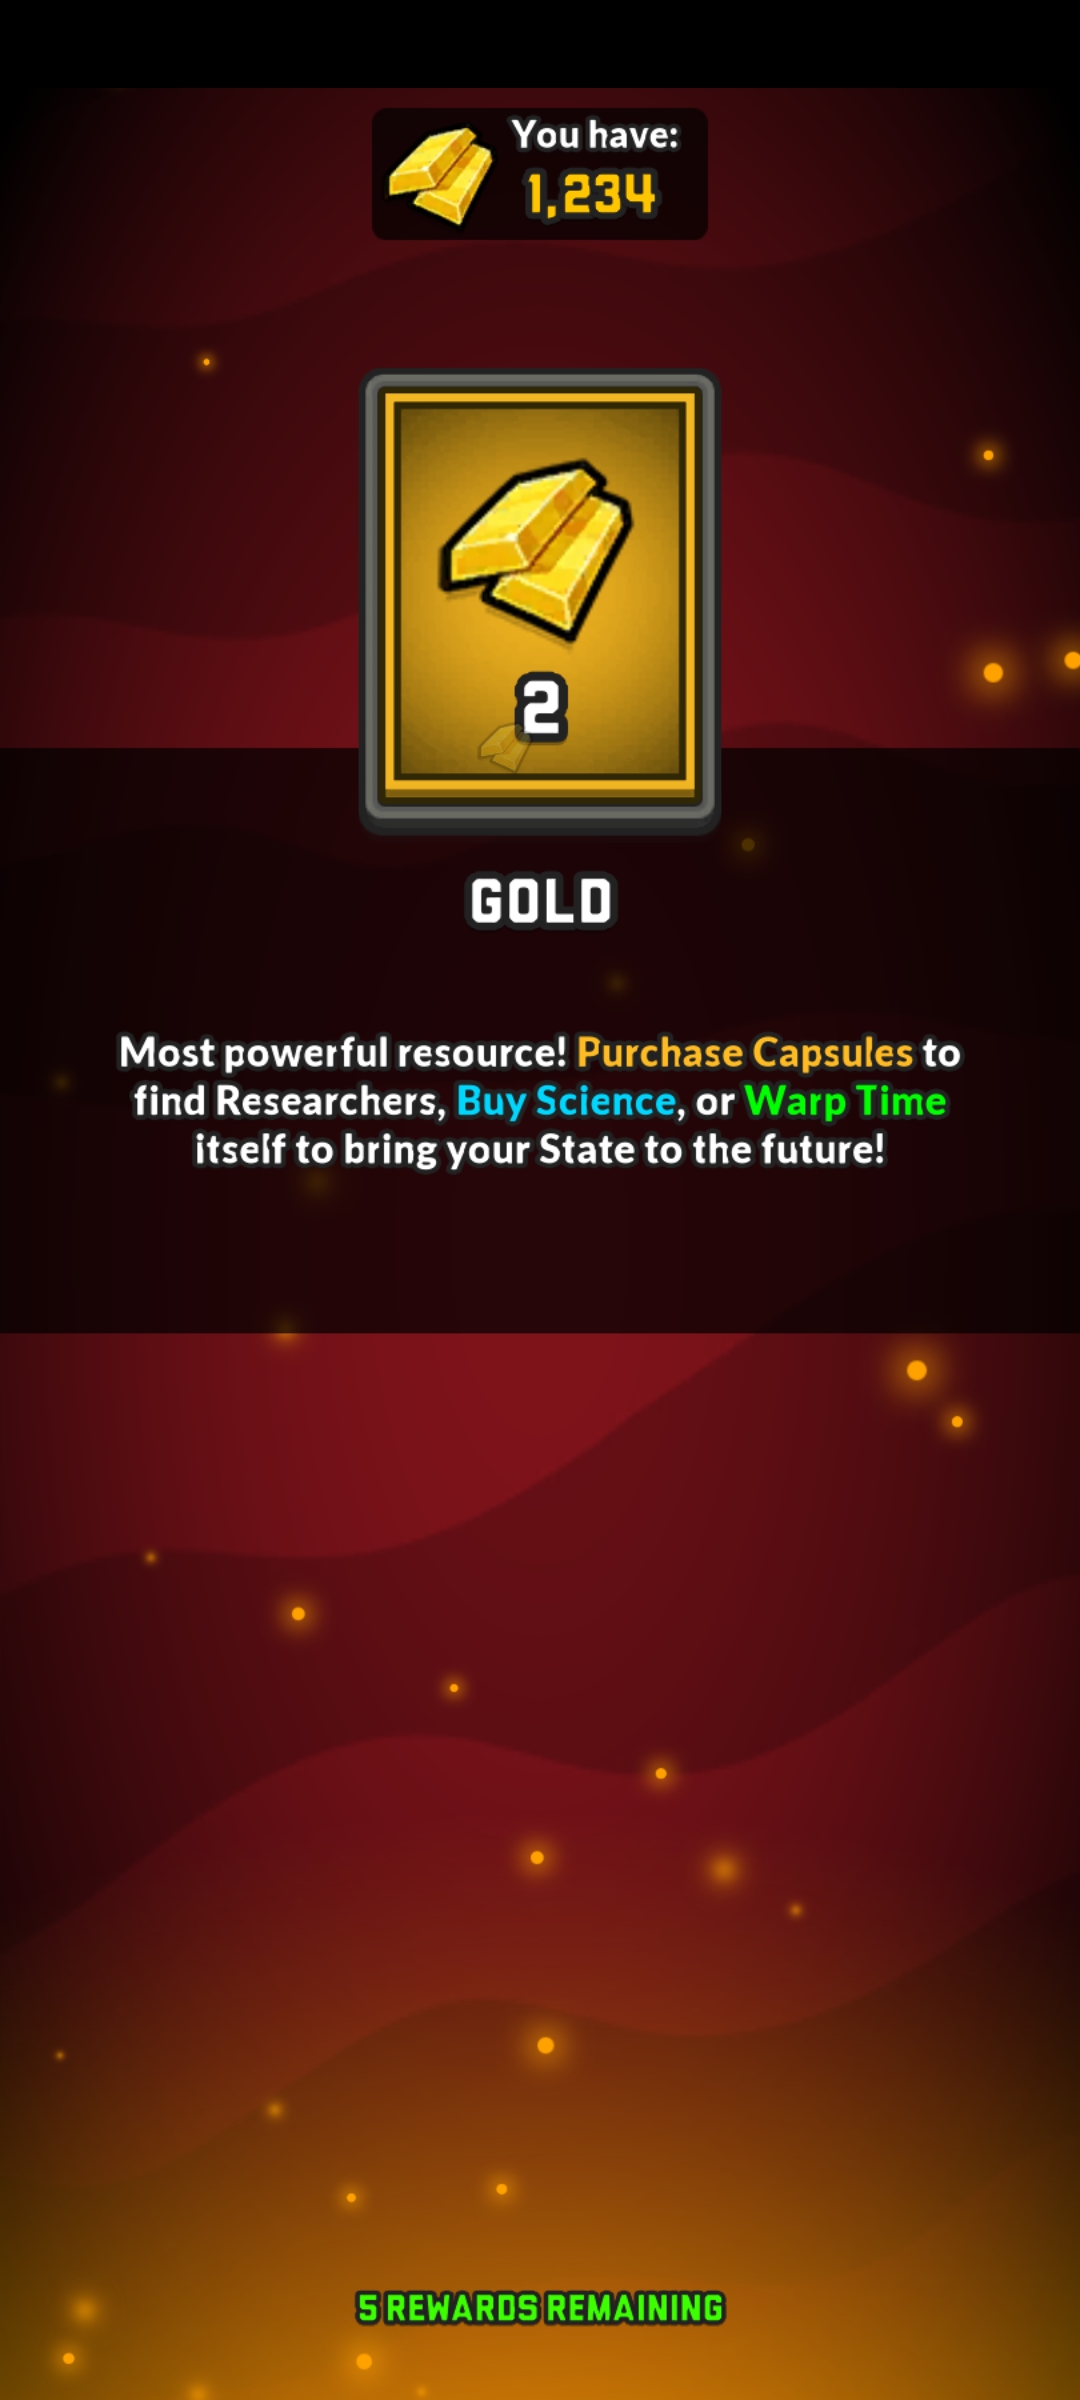 You have:
1,234
2
GOLD
Most powerful resource! Purchase Capsules to
find Researchers, Buy Science, or Warp Time
itself to bring your State to the future!
5 REWARDS REMAINING